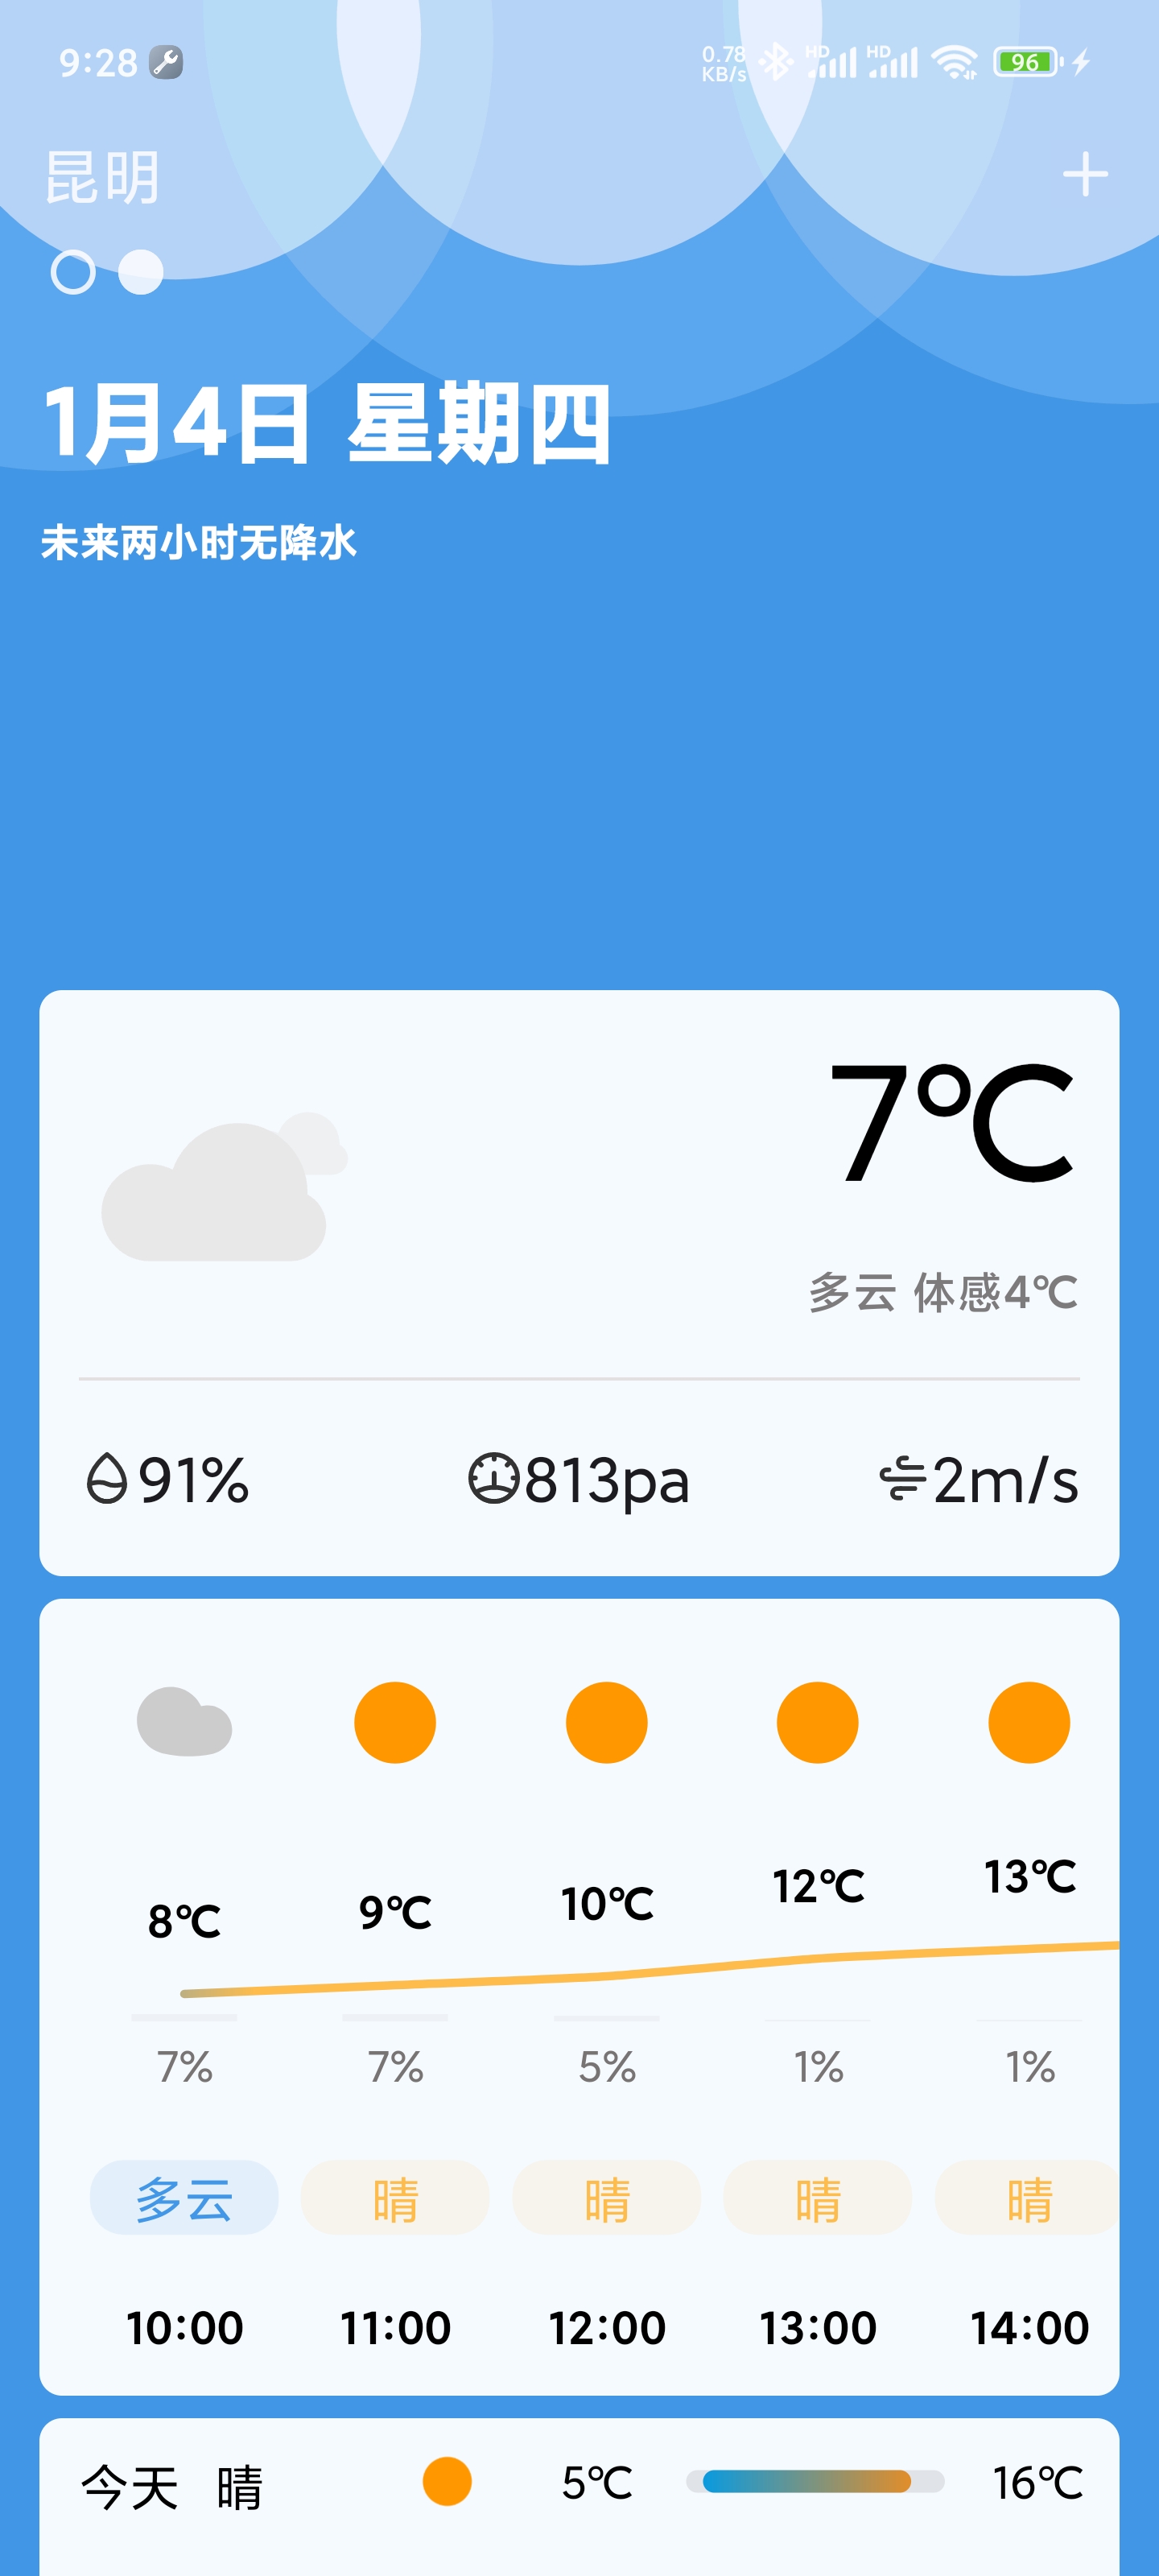 9:28 0.78 KB/s HD HD 96
昆明
1月4日 星期四
未来两小时无降水
7℃
多云 体感4℃
91% 813pa 2m/s
8℃ 9℃ 10℃ 12℃ 13℃
7% 7% 5% 1% 1%
多云 晴 晴 晴 晴
10:00 11:00 12:00 13:00 14:00
今天 晴 5℃ 16℃